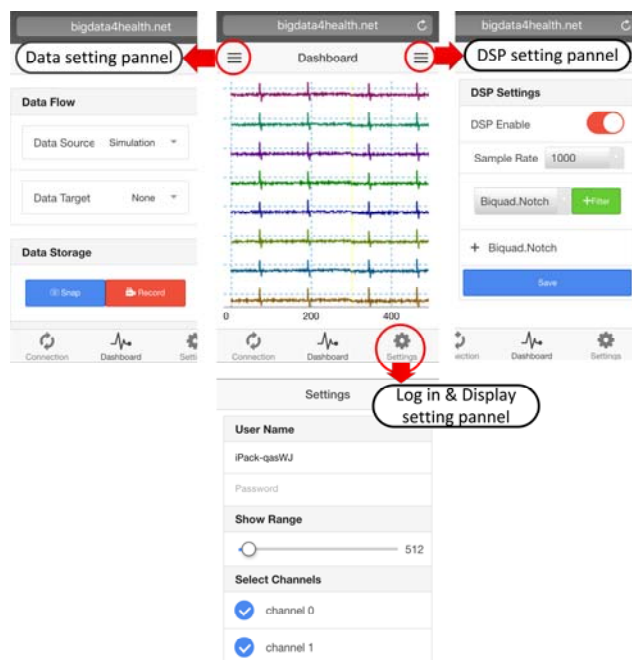 bigdata4health.net
Data setting pannel
Data Flow
Data Source Simulation
Data Target None
Data Storage
Snap Record
Connection Dashboard Setti
bigdata4health.net
Dashboard
0 200 400
Connection Dashboard Settings
bigdata4health.net
DSP setting pannel
DSP Settings
DSP Enable
Sample Rate 1000
Biquad.Notch +Filter
+ Biquad.Notch
Save
nection Dashboard Settings
Log in & Display
setting pannel
Settings
User Name
iPack-qasWJ
Password
Show Range
512
Select Channels
channel 0
channel 1